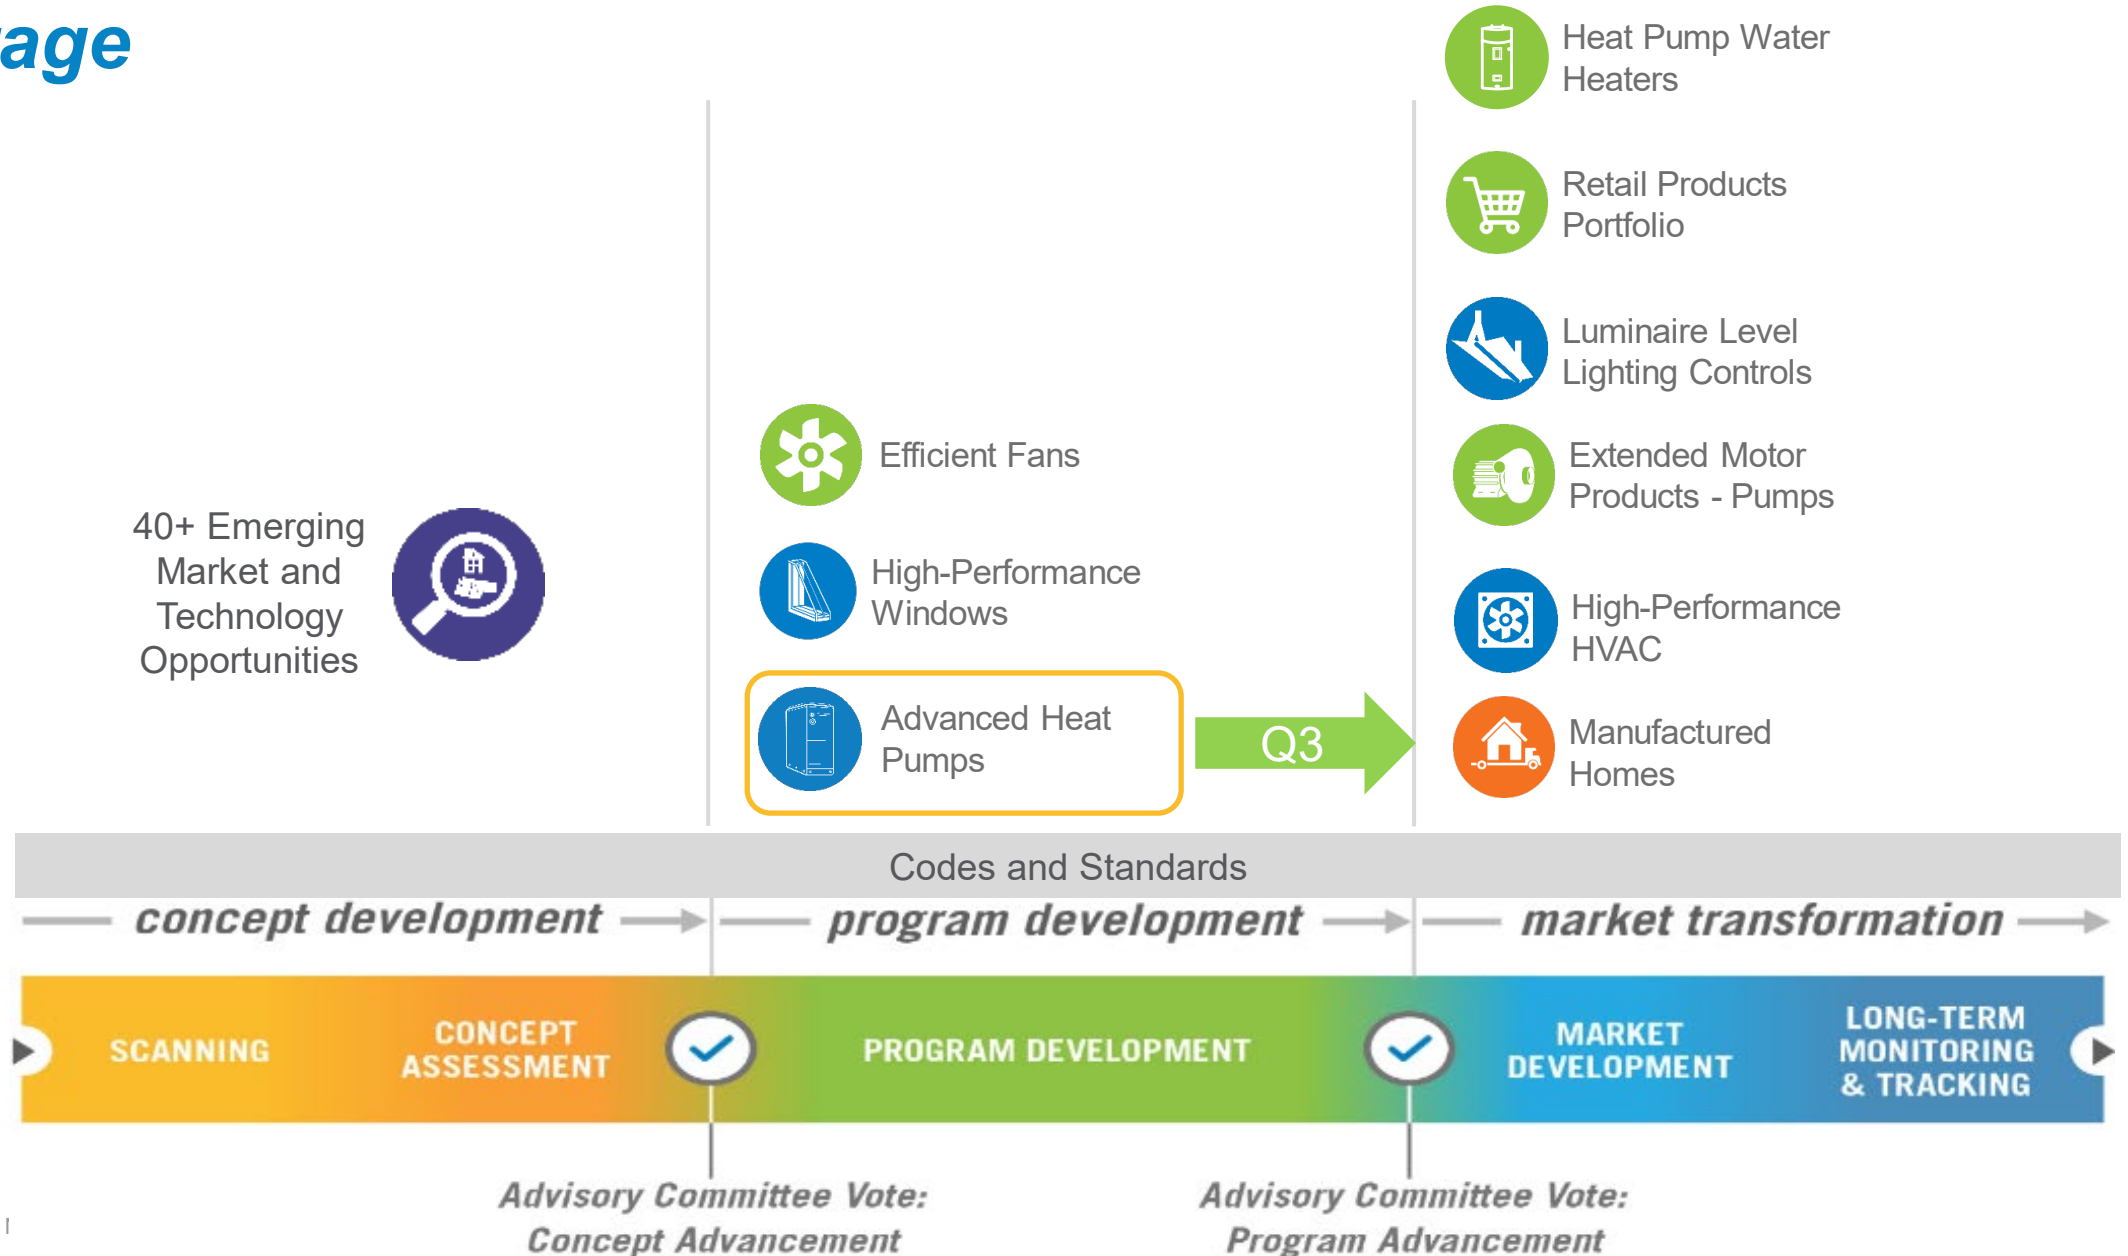 Heat Pump Water
Heaters
Retail Products
Portfolio
Luminaire Level
Lighting Controls
Efficient Fans
Extended Motor
Products - Pumps
40+ Emerging
Market and
Technology
Opportunities
High-Performance
Windows
High-Performance
HVAC
Advanced Heat
Pumps
Q3
Manufactured
Homes
Codes and Standards
concept development
program development
market transformation
SCANNING
CONCEPT
ASSESSMENT
PROGRAM DEVELOPMENT
MARKET
DEVELOPMENT
LONG-TERM
MONITORING
& TRACKING
Advisory Committee Vote:
Concept Advancement
Advisory Committee Vote:
Program Advancement